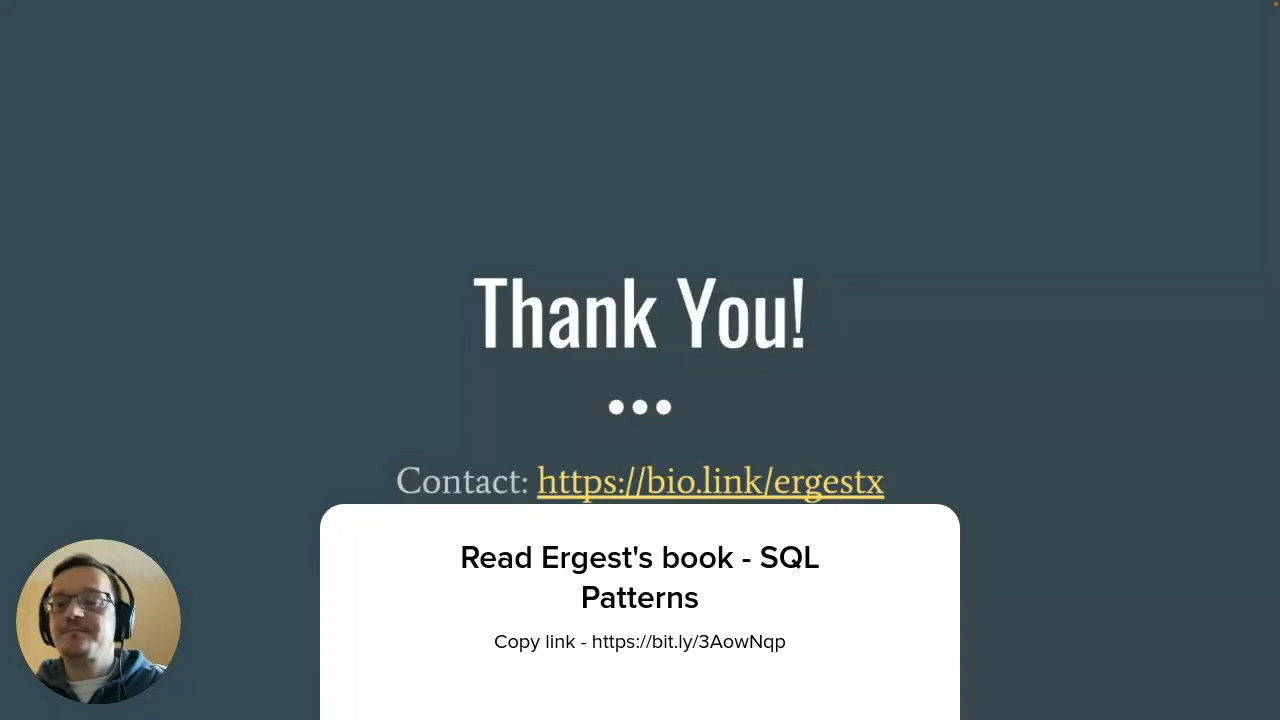 Thank You!
Contact: https://bio.link/ergestx
Read Ergest's book - SQL
Patterns
Copy link - https://bit.ly/3AowNqp